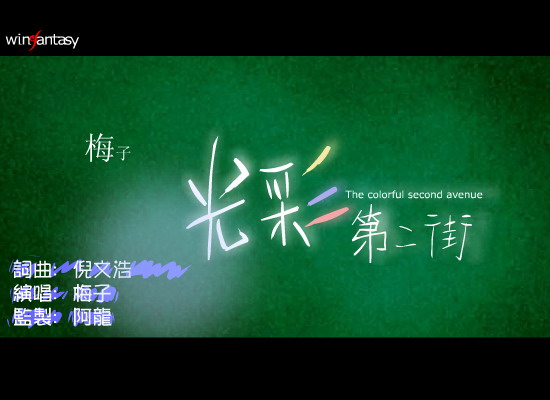 winfantasy
梅子
光彩
The colorful second avenue
第二街
詞曲: 倪文浩
演唱: 梅子
監製: 阿龍